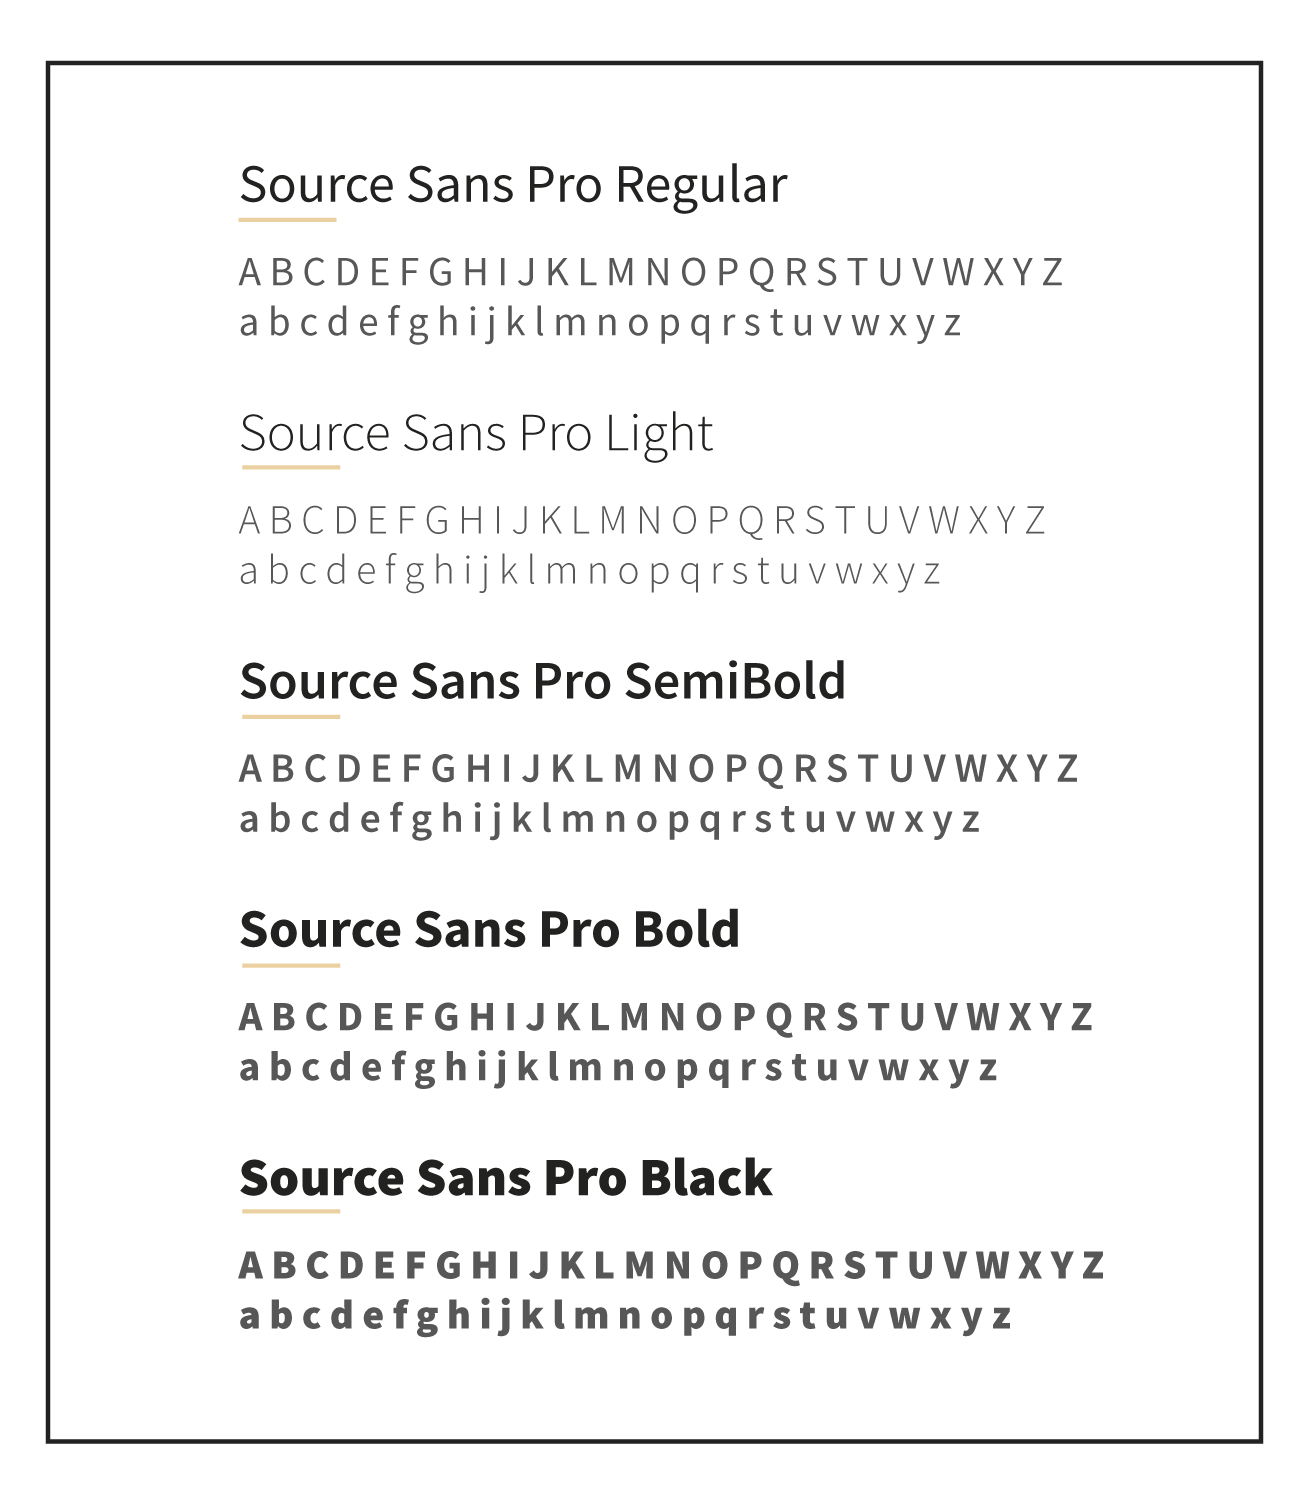 Source Sans Pro Regular
A B C D E F G H I J K L M N O P Q R S T U V W X Y Z
a b c d e f g h i j k l m n o p q r s t u v w x y z
Source Sans Pro Light
A B C D E F G H I J K L M N O P Q R S T U V W X Y Z
a b c d e f g h i j k l m n o p q r s t u v w x y z
Source Sans Pro SemiBold
A B C D E F G H I J K L M N O P Q R S T U V W X Y Z
a b c d e f g h i j k l m n o p q r s t u v w x y z
Source Sans Pro Bold
A B C D E F G H I J K L M N O P Q R S T U V W X Y Z
a b c d e f g h i j k l m n o p q r s t u v w x y z
Source Sans Pro Black
A B C D E F G H I J K L M N O P Q R S T U V W X Y Z
a b c d e f g h i j k l m n o p q r s t u v w x y z